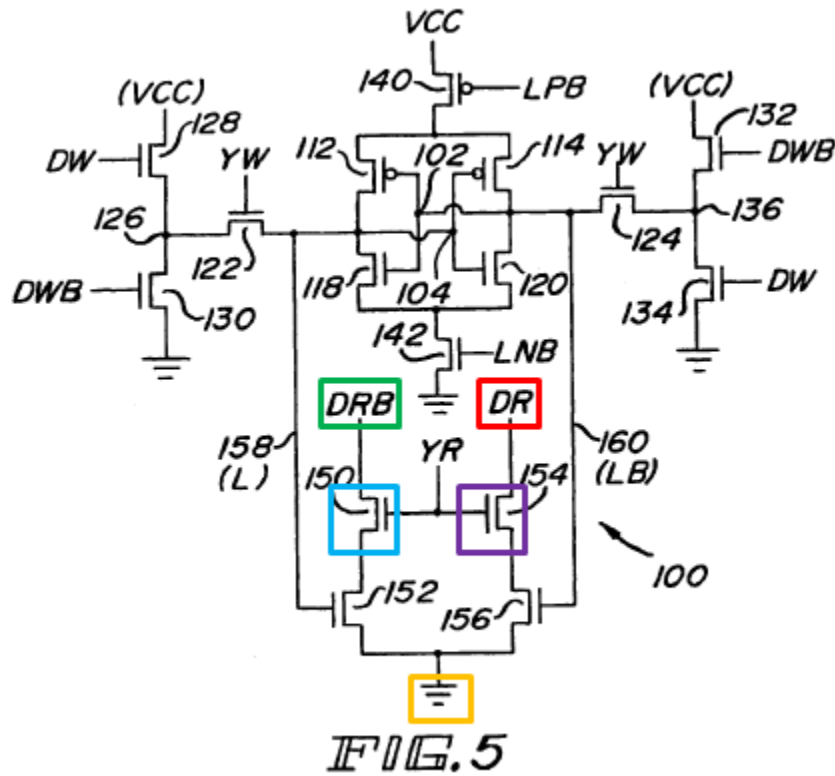 VCC
140 LPB
(VCC) (VCC)
128 132
DW YW 112 102 114 YW DWB
126 136
122 124
118 104 120
DWB 130 134 DW
142 LNB
DRB DR
158 (L) YR 160 (LB)
150 154
100
152 156
FIG.5